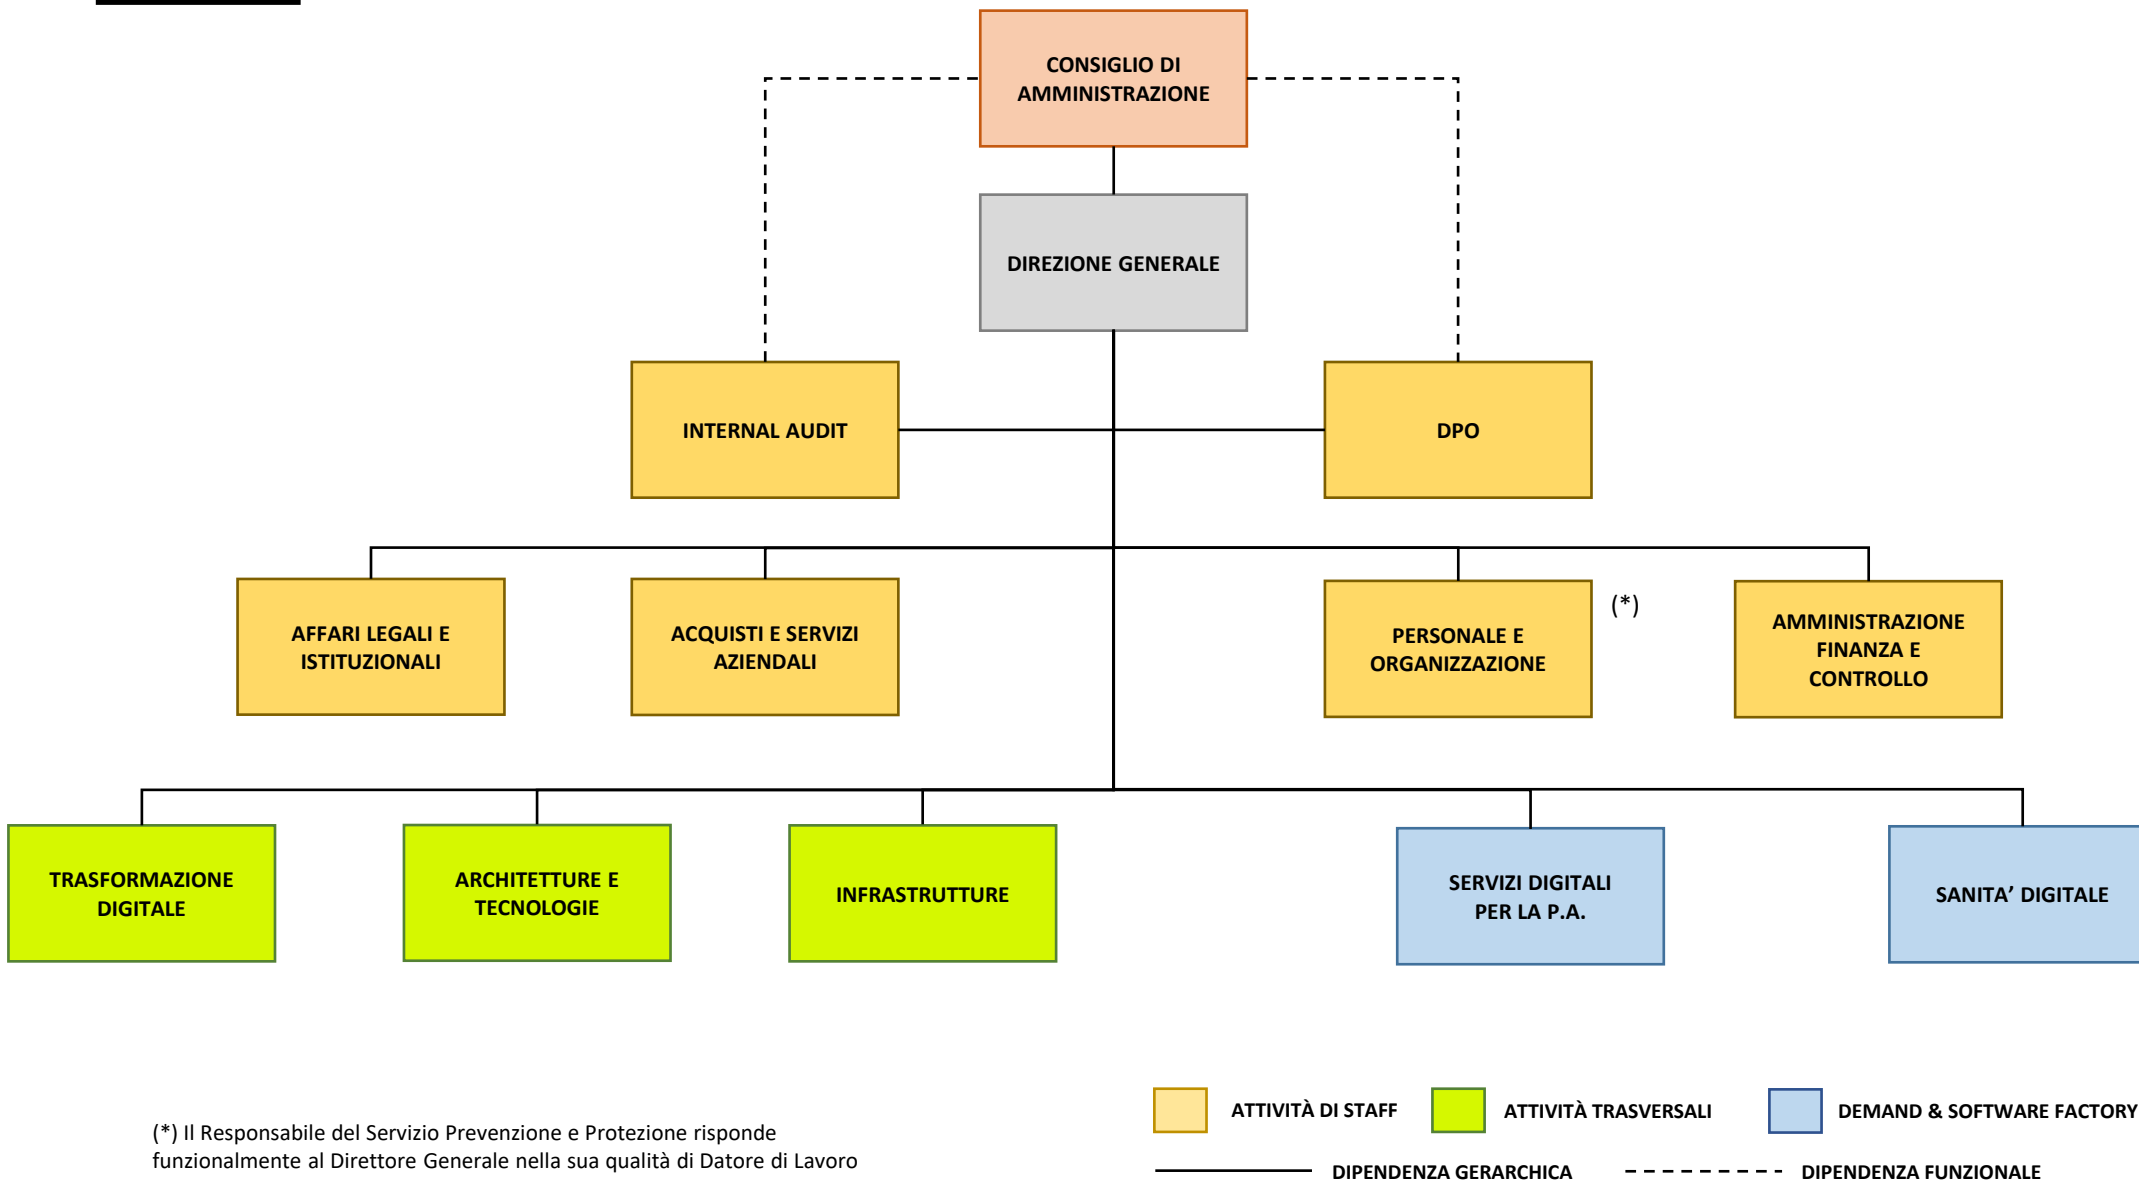 CONSIGLIO DI
AMMINISTRAZIONE
DIREZIONE GENERALE
INTERNAL AUDIT
DPO
AFFARI LEGALI E
ISTITUZIONALI
ACQUISTI E SERVIZI
AZIENDALI
PERSONALE E
ORGANIZZAZIONE
(*)
AMMINISTRAZIONE
FINANZA E
CONTROLLO
TRASFORMAZIONE
DIGITALE
ARCHITETTURE E
TECNOLOGIE
INFRASTRUTTURE
SERVIZI DIGITALI
PER LA P.A.
SANITA’ DIGITALE
(*) Il Responsabile del Servizio Prevenzione e Protezione risponde
funzionalmente al Direttore Generale nella sua qualità di Datore di Lavoro
ATTIVITÀ DI STAFF
ATTIVITÀ TRASVERSALI
DEMAND & SOFTWARE FACTORY
DIPENDENZA GERARCHICA
DIPENDENZA FUNZIONALE